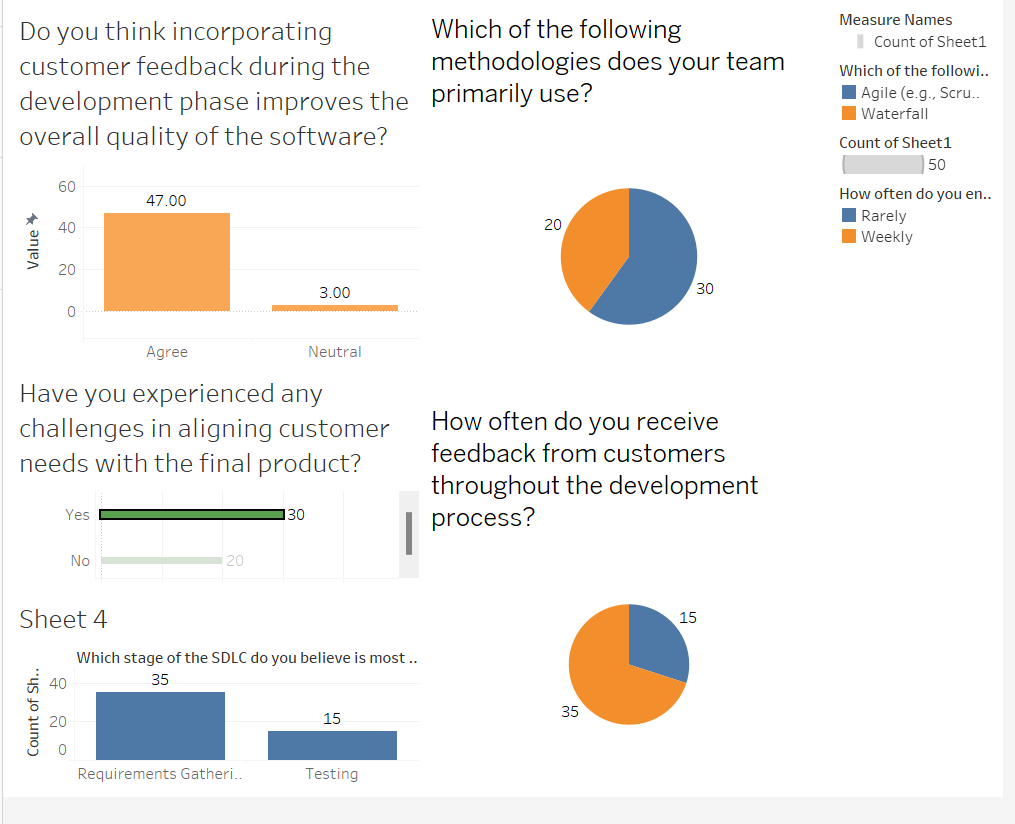 Do you think incorporating
customer feedback during the
development phase improves the
overall quality of the software?
60
40
20
0
Value
47.00
3.00
Agree
Neutral
Which of the following
methodologies does your team
primarily use?
20
30
Measure Names
Count of Sheet1
Which of the followi..
Agile (e.g., Scru..
Waterfall
Count of Sheet1
50
How often do you en..
Rarely
Weekly
Have you experienced any
challenges in aligning customer
needs with the final product?
Yes
30
No
20
How often do you receive
feedback from customers
throughout the development
process?
15
35
Sheet 4
Which stage of the SDLC do you believe is most ..
Count of Sh..
40
20
0
35
15
Requirements Gatheri..
Testing